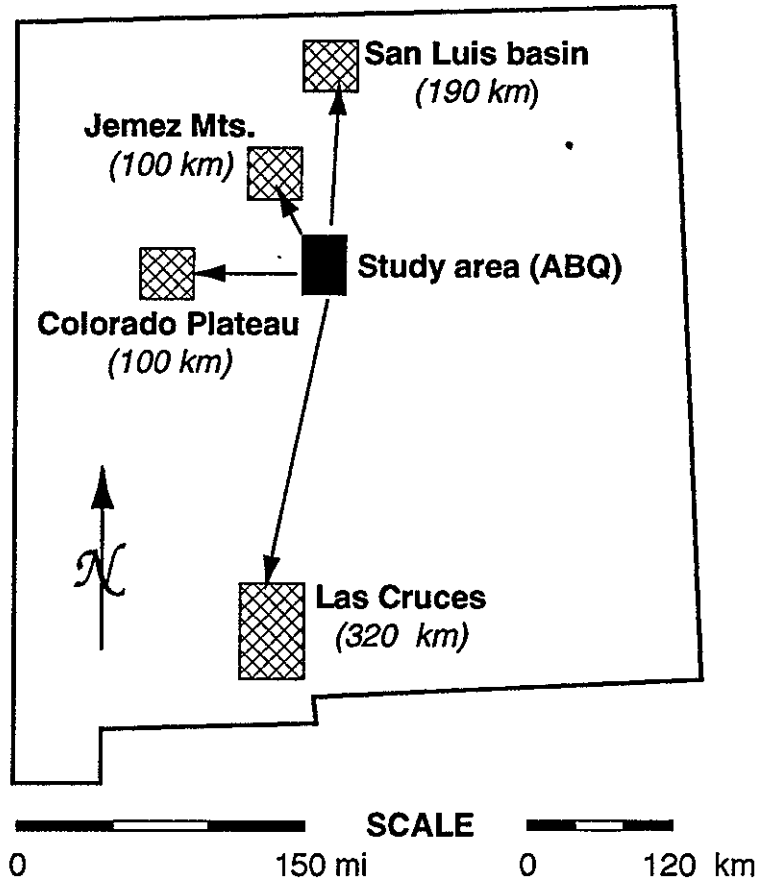 San Luis basin
(190 km)
Jemez Mts.
(100 km)
Study area (ABQ)
Colorado Plateau
(100 km)
N
Las Cruces
(320 km)
SCALE
0 150 mi 0 120 km